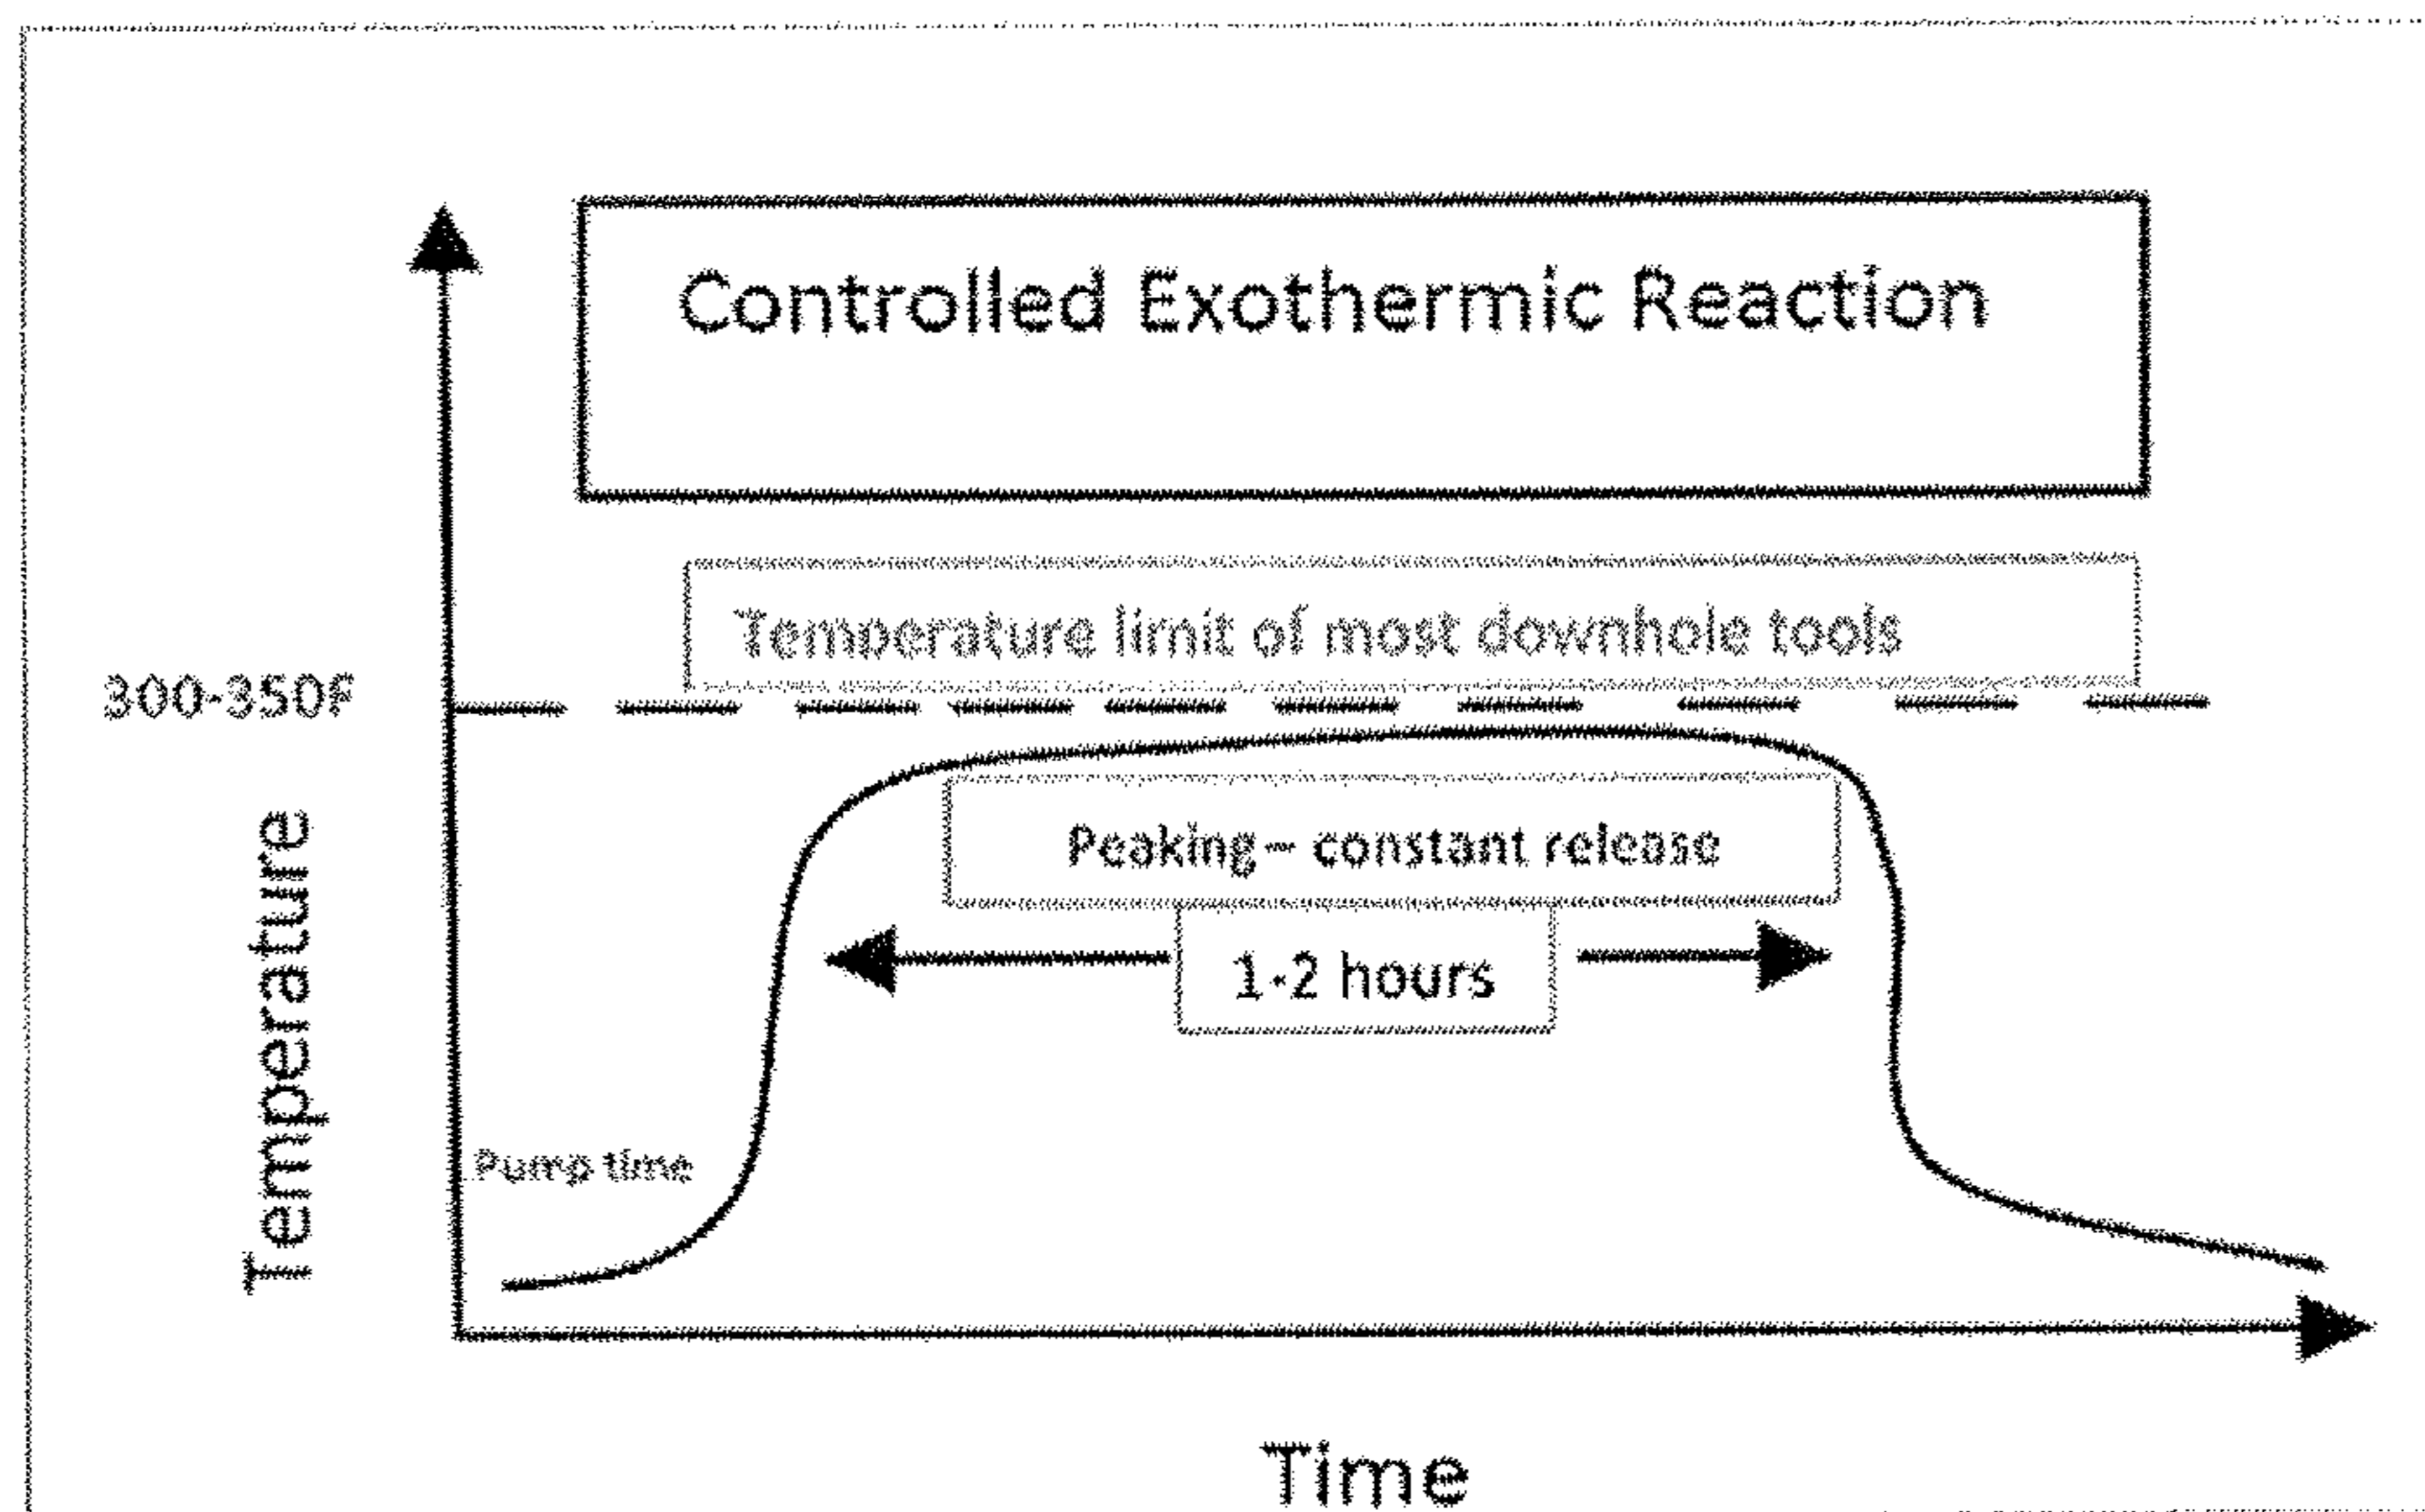 Controlled Exothermic Reaction
Temperature limit of most downhole tools
300-350F
Peaking – constant release
1-2 hours
Temperature
Pump time
Time